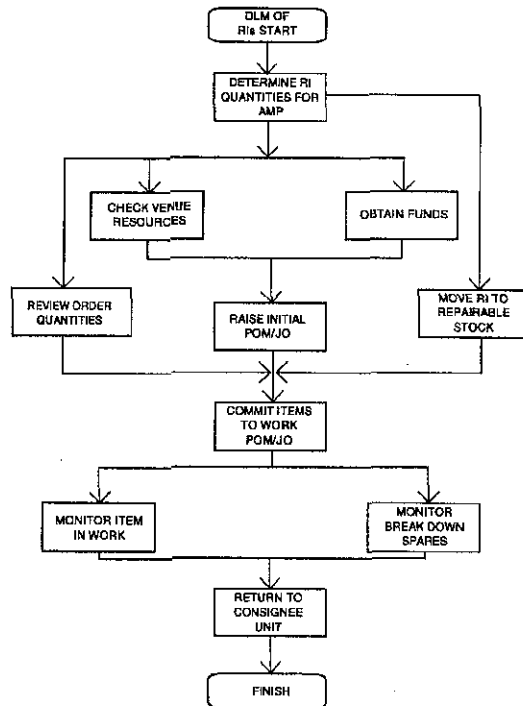 DLM OF
RIs START
DETERMINE RI
QUANTITIES FOR
AMP
CHECK VENUE
RESOURCES
OBTAIN FUNDS
REVIEW ORDER
QUANTITIES
RAISE INITIAL
POM/JO
MOVE RI TO
REPAIRABLE
STOCK
COMMIT ITEMS
TO WORK
POM/JO
MONITOR ITEM
IN WORK
MONITOR
BREAK DOWN
SPARES
RETURN TO
CONSIGNEE
UNIT
FINISH